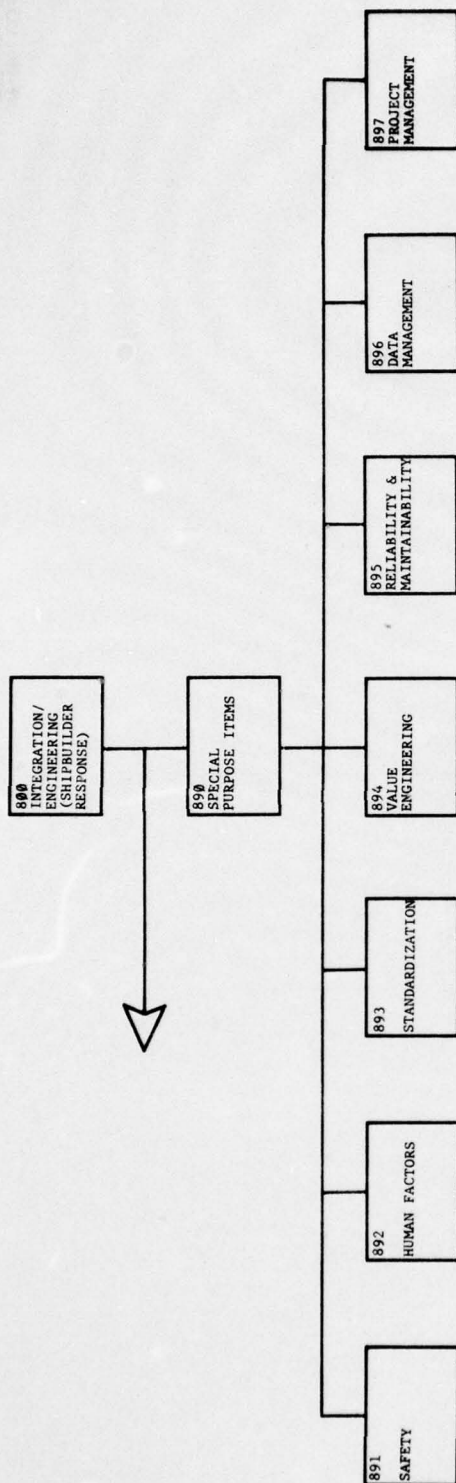 800
INTEGRATION/
ENGINEERING
(SHIPBUILDER
RESPONSE)
890
SPECIAL
PURPOSE ITEMS
891
SAFETY
892
HUMAN FACTORS
893
STANDARDIZATION
894
VALUE
ENGINEERING
895
RELIABILITY &
MAINTAINABILITY
896
DATA
MANAGEMENT
897
PROJECT
MANAGEMENT